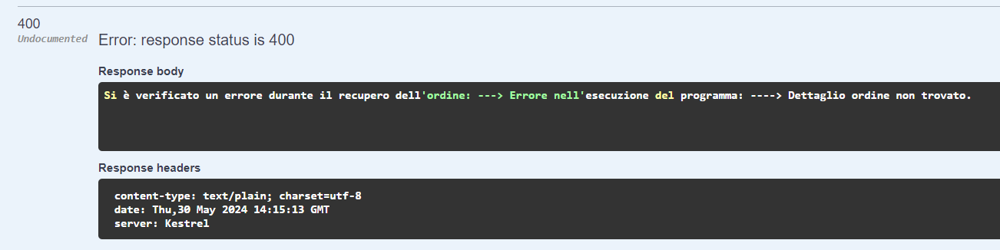 400
Undocumented
Error: response status is 400
Response body
Si è verificato un errore durante il recupero dell'ordine: ---> Errore nell'esecuzione del programma: ----> Dettaglio ordine non trovato.
Response headers
content-type: text/plain; charset=utf-8
date: Thu,30 May 2024 14:15:13 GMT
server: Kestrel